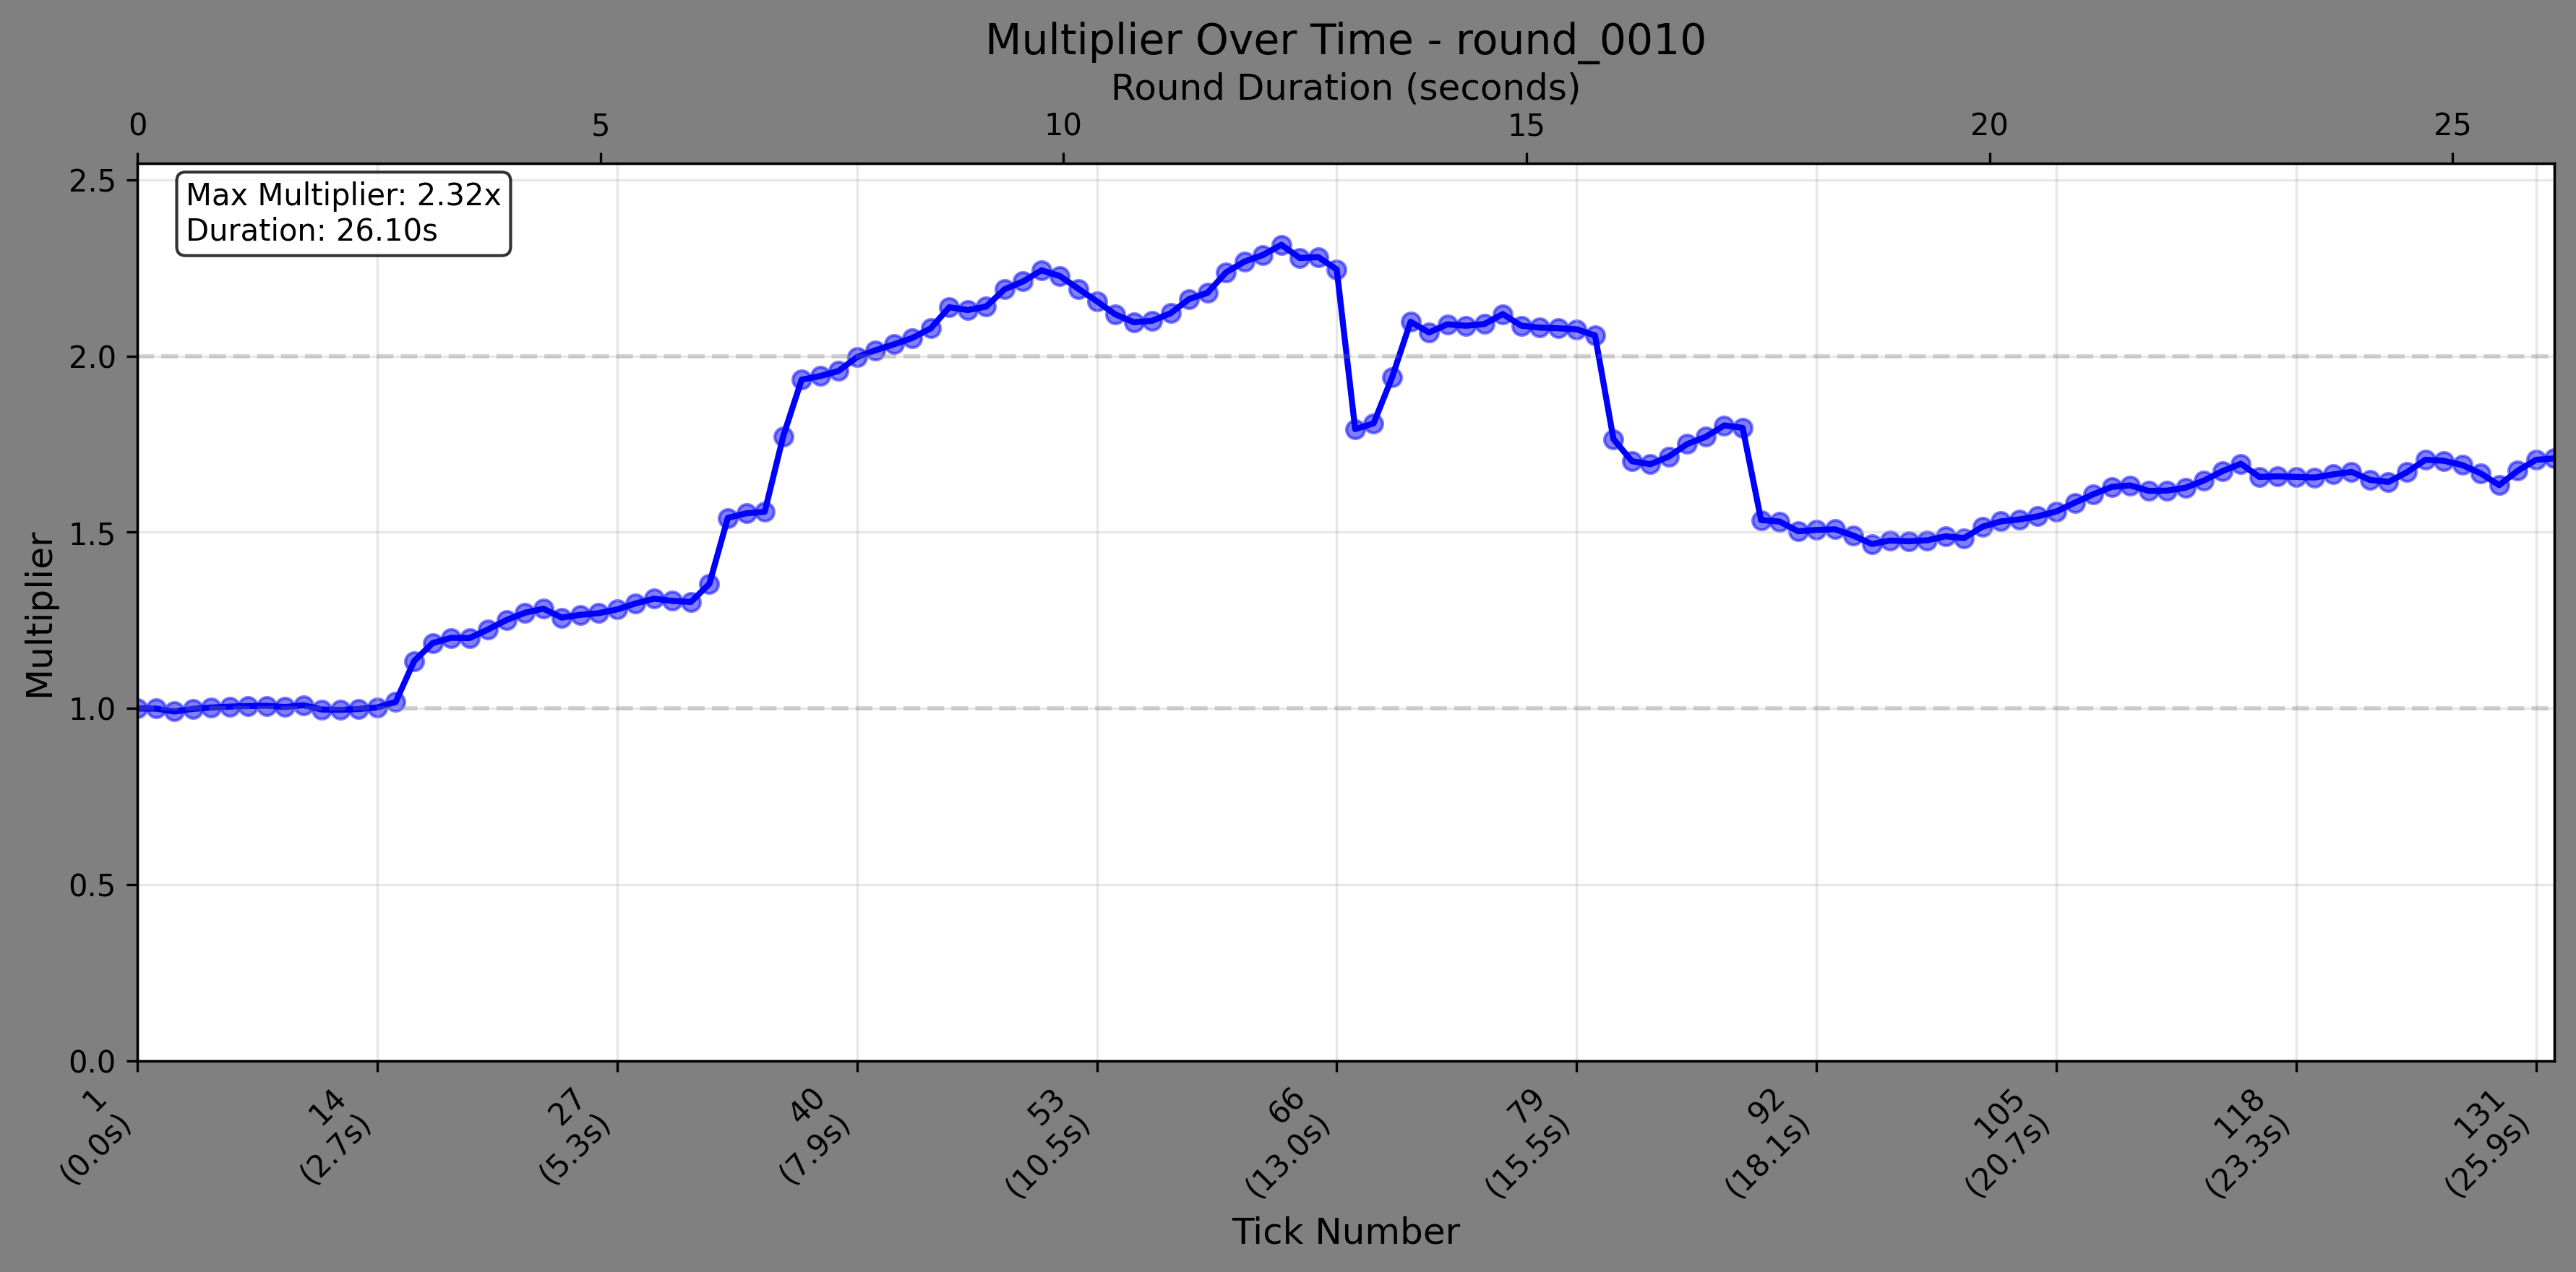 Multiplier Over Time - round_0010
Round Duration (seconds)
0 5 10 15 20 25
Max Multiplier: 2.32x
Duration: 26.10s
2.5
2.0
1.5
1.0
0.5
0.0
Multiplier
1
(0.0s)
14
(2.7s)
27
(5.3s)
40
(7.9s)
53
(10.5s)
66
(13.0s)
79
(15.5s)
92
(18.1s)
105
(20.7s)
118
(23.3s)
131
(25.9s)
Tick Number